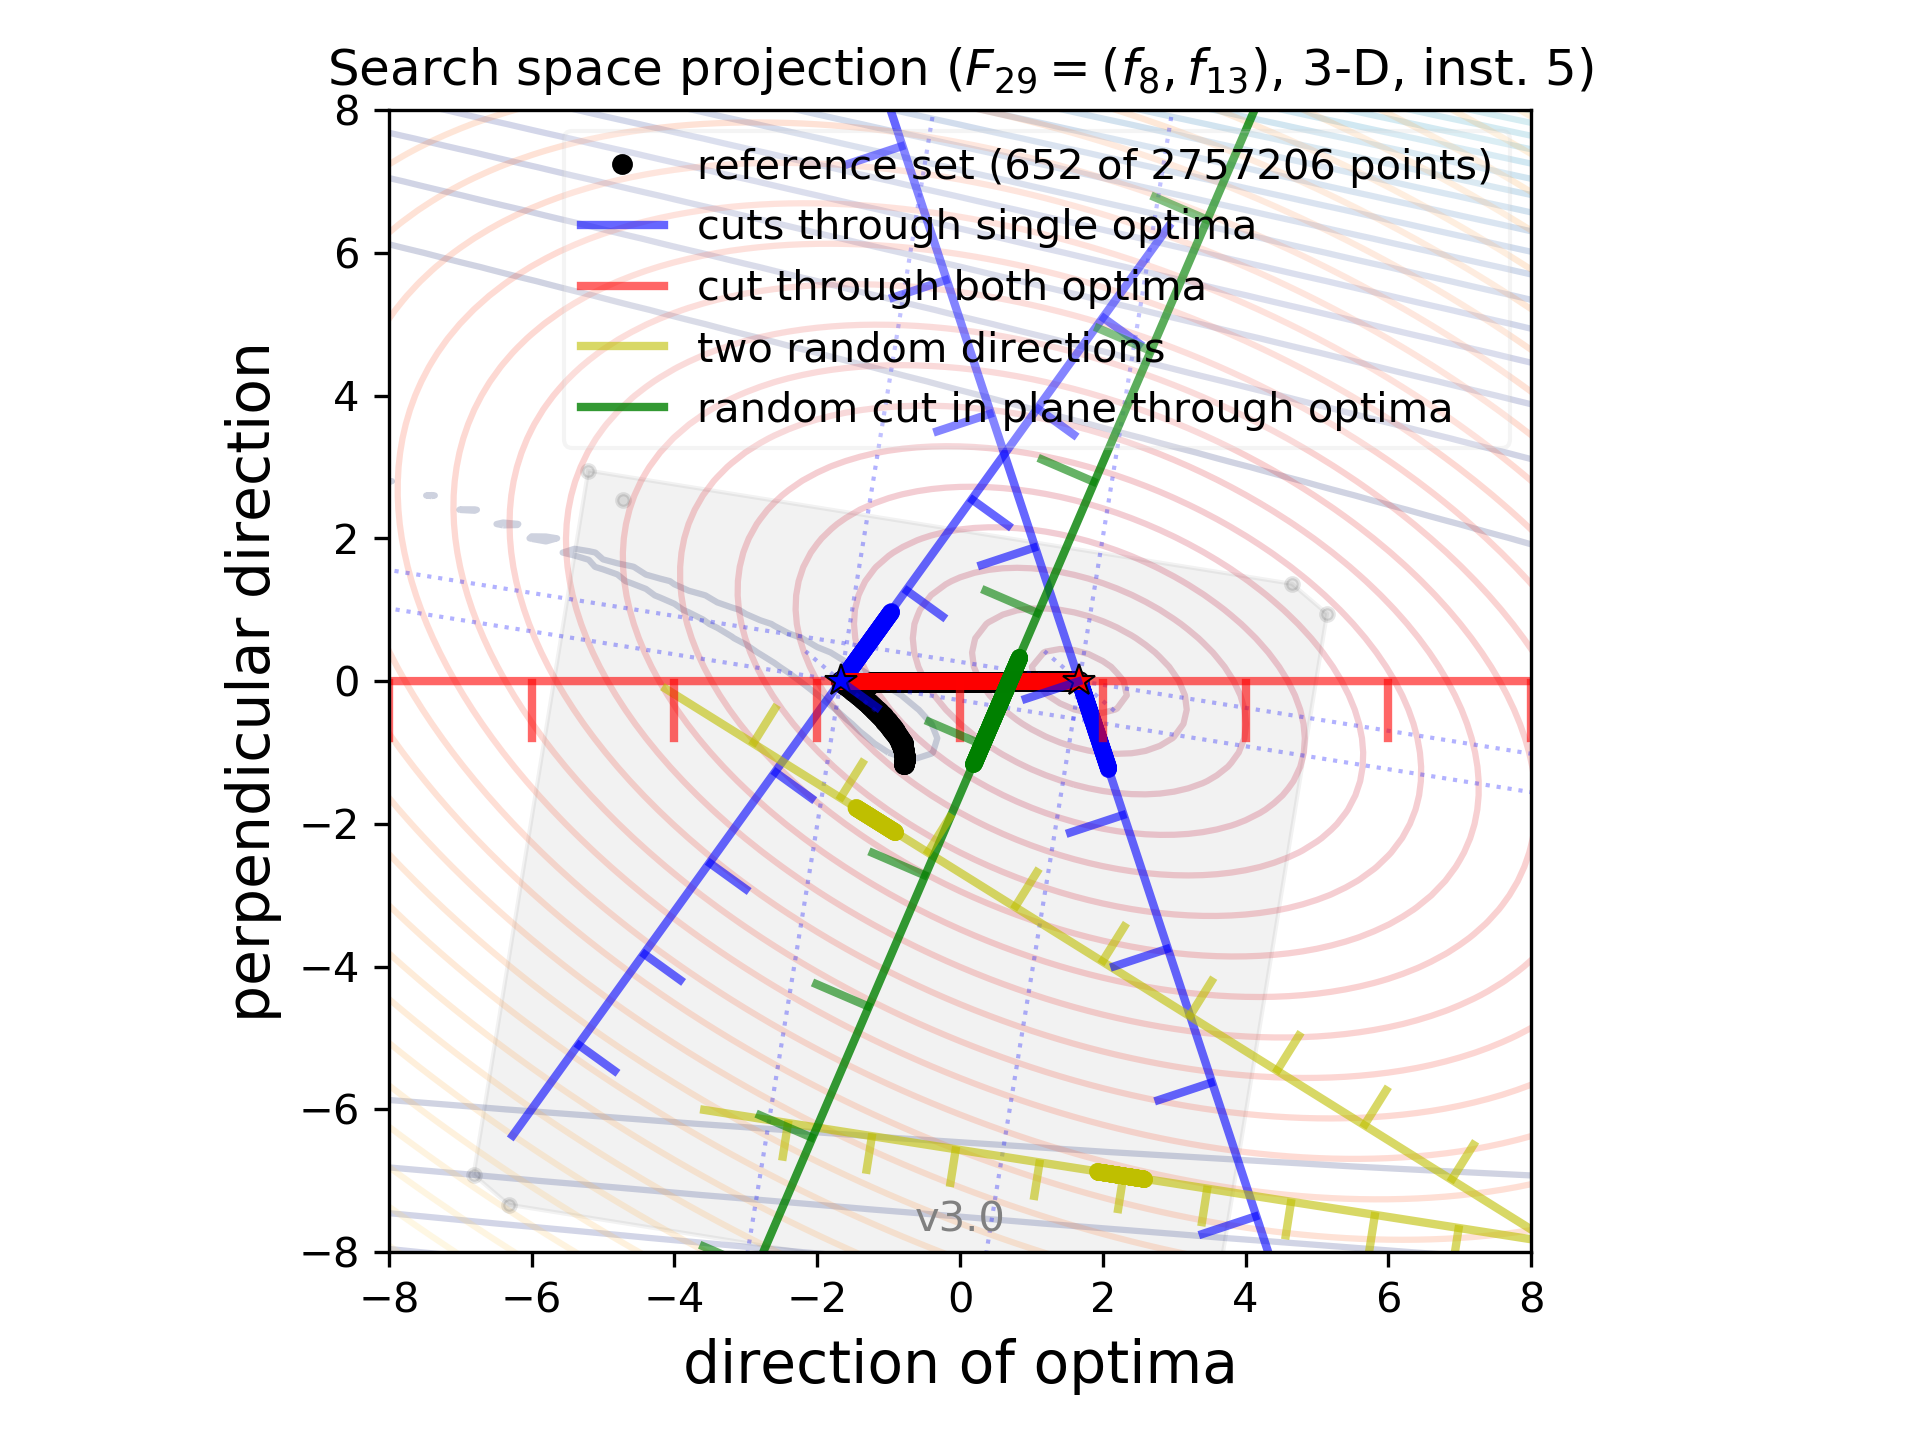 Search space projection (F29 = (f8, f13), 3-D, inst. 5)
reference set (652 of 2757206 points)
cuts through single optima
cut through both optima
two random directions
random cut in plane through optima
8
6
4
2
0
−2
−4
−6
−8
perpendicular direction
v3.0
−8 −6 −4 −2 0 2 4 6 8
direction of optima